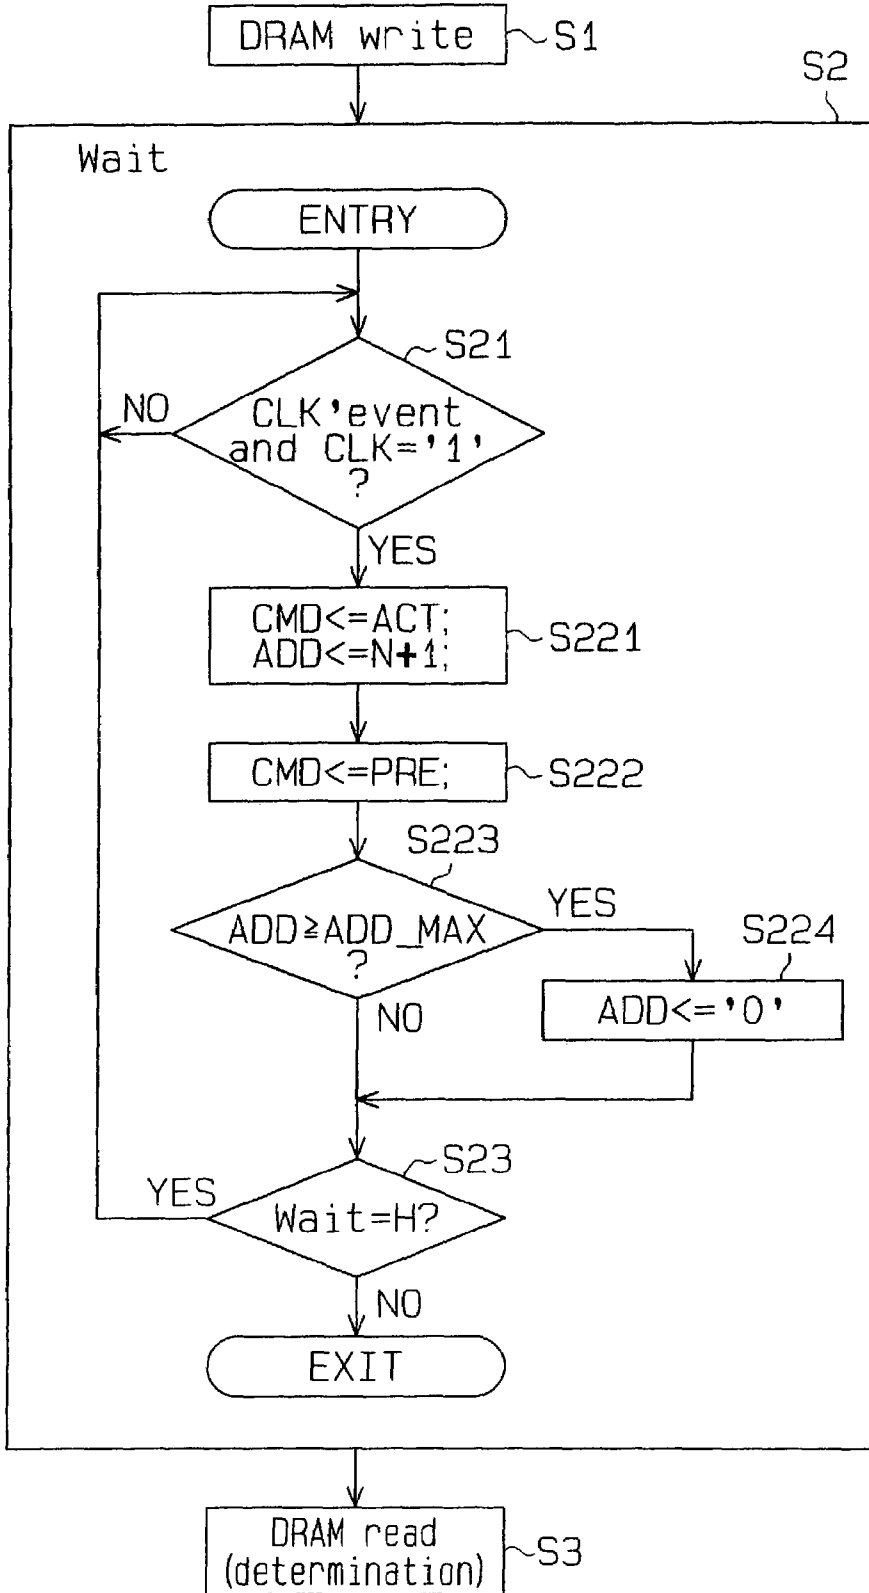 DRAM write
S1
S2
Wait
ENTRY
S21
NO
CLK'event
and CLK='1'
?
YES
CMD<=ACT;
ADD<=N+1;
S221
CMD<=PRE;
S222
S223
YES
ADD≧ADD_MAX
?
S224
ADD<='0'
NO
S23
YES
Wait=H?
NO
EXIT
DRAM read
(determination)
S3